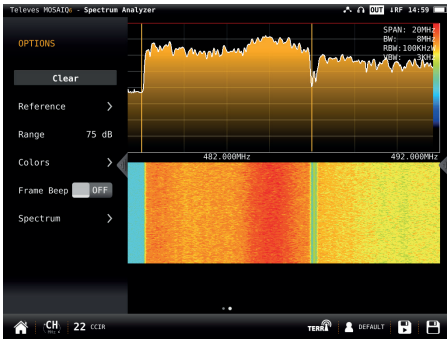 Televes MOSAIQ6 - Spectrum Analyzer OUT iRF 14:59
OPTIONS
Clear
Reference >
Range 75 dB
Colors >
Frame Beep OFF
Spectrum >
SPAN: 20MHz
BW: 8MHz
RBW:100KHz
VBW: 3KHz
482.000MHz 492.000MHz
CH 22 CCIR
TERR DEFAULT